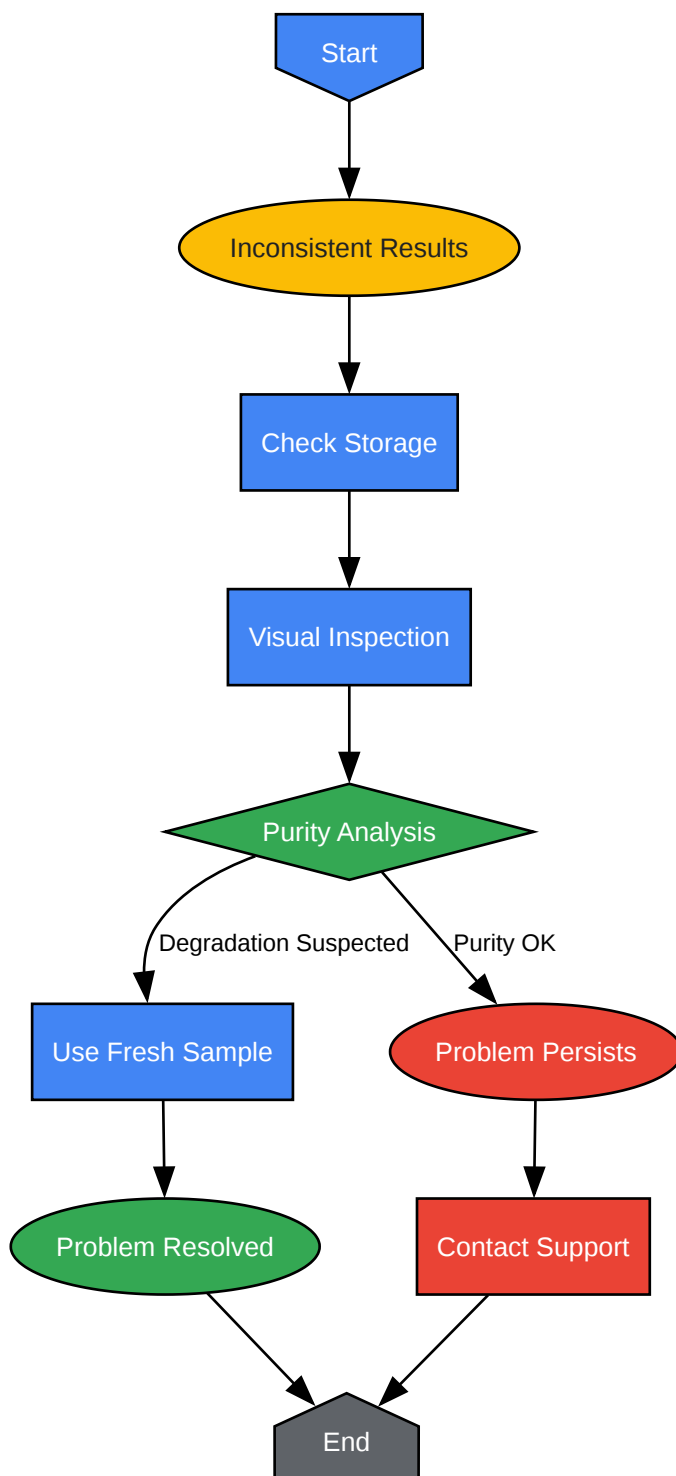 Start
Inconsistent Results
Check Storage
Visual Inspection
Purity Analysis
Degradation Suspected
Purity OK
Use Fresh Sample
Problem Persists
Problem Resolved
Contact Support
End